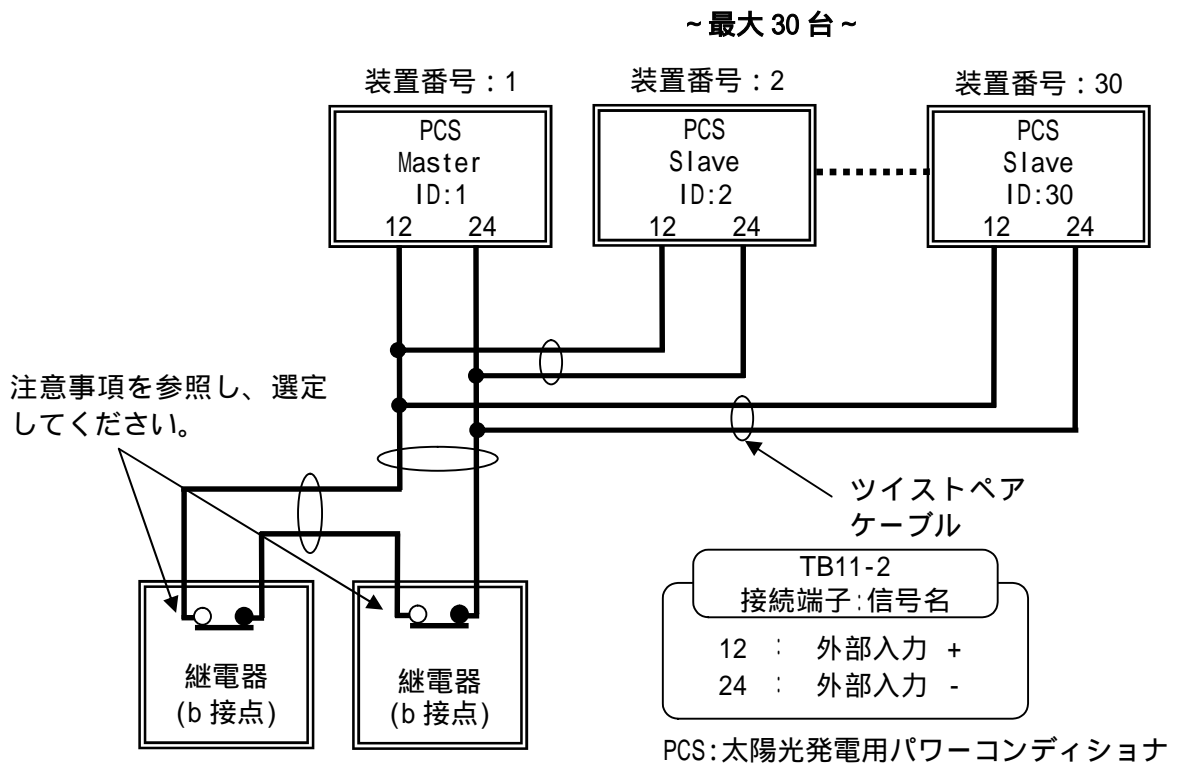 ~最大 30 台~
装置番号：1
装置番号：2
装置番号：30
PCS
Master
ID:1
12 24
PCS
Slave
ID:2
12 24
PCS
Slave
ID:30
12 24
注意事項を参照し、選定
してください。
ツイストペア
ケーブル
TB11-2
接続端子:信号名
12 : 外部入力 +
24 : 外部入力 -
継電器
(b 接点)
継電器
(b 接点)
PCS:太陽光発電用パワーコンディショナ